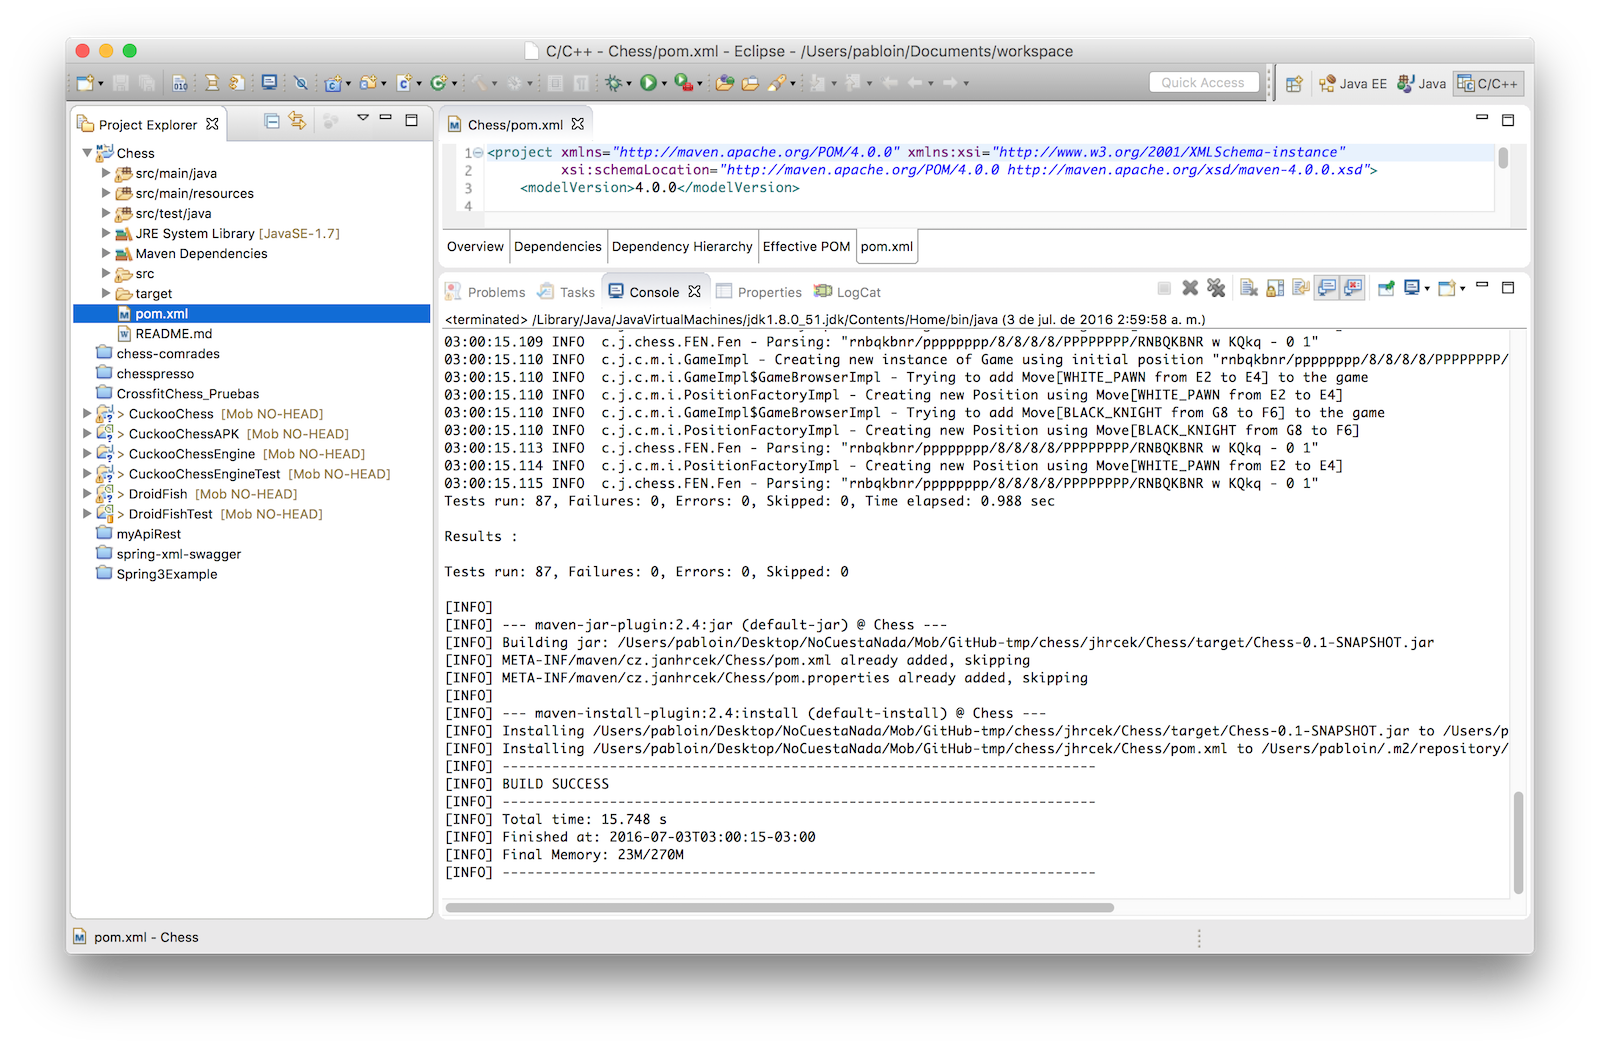 C/C++ - Chess/pom.xml - Eclipse - /Users/pabloin/Documents/workspace
Quick Access
Java EE
Java
C/C++
Project Explorer
Chess
src/main/java
src/main/resources
src/test/java
JRE System Library [JavaSE-1.7]
Maven Dependencies
src
target
pom.xml
README.md
chess-comrades
chesspresso
CrossfitChess_Pruebas
> CuckooChess [Mob NO-HEAD]
> CuckooChessAPK [Mob NO-HEAD]
> CuckooChessEngine [Mob NO-HEAD]
> CuckooChessEngineTest [Mob NO-HEAD]
> DroidFish [Mob NO-HEAD]
> DroidFishTest [Mob NO-HEAD]
myApiRest
spring-xml-swagger
Spring3Example
Chess/pom.xml
1 <project xmlns="http://maven.apache.org/POM/4.0.0" xmlns:xsi="http://www.w3.org/2001/XMLSchema-instance"
2 xsi:schemaLocation="http://maven.apache.org/POM/4.0.0 http://maven.apache.org/xsd/maven-4.0.0.xsd">
3 <modelVersion>4.0.0</modelVersion>
4
Overview Dependencies Dependency Hierarchy Effective POM pom.xml
Problems Tasks Console Properties LogCat
<terminated> /Library/Java/JavaVirtualMachines/jdk1.8.0_51.jdk/Contents/Home/bin/java (3 de jul. de 2016 2:59:58 a. m.)
03:00:15.109 INFO c.j.chess.FEN.Fen - Parsing: "rnbqkbnr/pppppppp/8/8/8/8/PPPPPPPP/RNBQKBNR w KQkq - 0 1"
03:00:15.110 INFO c.j.c.m.i.GameImpl - Creating new instance of Game using initial position "rnbqkbnr/pppppppp/8/8/8/8/PPPPPPPP/
03:00:15.110 INFO c.j.c.m.i.GameImpl$GameBrowserImpl - Trying to add Move[WHITE_PAWN from E2 to E4] to the game
03:00:15.110 INFO c.j.c.m.i.PositionFactoryImpl - Creating new Position using Move[WHITE_PAWN from E2 to E4]
03:00:15.110 INFO c.j.c.m.i.GameImpl$GameBrowserImpl - Trying to add Move[BLACK_KNIGHT from G8 to F6] to the game
03:00:15.110 INFO c.j.c.m.i.PositionFactoryImpl - Creating new Position using Move[BLACK_KNIGHT from G8 to F6]
03:00:15.113 INFO c.j.chess.FEN.Fen - Parsing: "rnbqkbnr/pppppppp/8/8/8/8/PPPPPPPP/RNBQKBNR w KQkq - 0 1"
03:00:15.114 INFO c.j.c.m.i.PositionFactoryImpl - Creating new Position using Move[WHITE_PAWN from E2 to E4]
03:00:15.115 INFO c.j.chess.FEN.Fen - Parsing: "rnbqkbnr/pppppppp/8/8/8/8/PPPPPPPP/RNBQKBNR w KQkq - 0 1"
Tests run: 87, Failures: 0, Errors: 0, Skipped: 0, Time elapsed: 0.988 sec
Results :
Tests run: 87, Failures: 0, Errors: 0, Skipped: 0
[INFO]
[INFO] --- maven-jar-plugin:2.4:jar (default-jar) @ Chess ---
[INFO] Building jar: /Users/pabloin/Desktop/NoCuestaNada/Mob/GitHub-tmp/chess/jhrcek/Chess/target/Chess-0.1-SNAPSHOT.jar
[INFO] META-INF/maven/cz.janhrcek/Chess/pom.xml already added, skipping
[INFO] META-INF/maven/cz.janhrcek/Chess/pom.properties already added, skipping
[INFO]
[INFO] --- maven-install-plugin:2.4:install (default-install) @ Chess ---
[INFO] Installing /Users/pabloin/Desktop/NoCuestaNada/Mob/GitHub-tmp/chess/jhrcek/Chess/target/Chess-0.1-SNAPSHOT.jar to /Users/p
[INFO] Installing /Users/pabloin/Desktop/NoCuestaNada/Mob/GitHub-tmp/chess/jhrcek/Chess/pom.xml to /Users/pabloin/.m2/repository/
[INFO] ------------------------------------------------------------------------
[INFO] BUILD SUCCESS
[INFO] ------------------------------------------------------------------------
[INFO] Total time: 15.748 s
[INFO] Finished at: 2016-07-03T03:00:15-03:00
[INFO] Final Memory: 23M/270M
[INFO] ------------------------------------------------------------------------
pom.xml - Chess